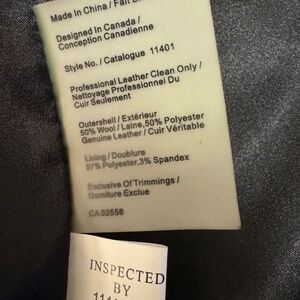 Made in China / Fait
Designed in Canada /
Conception Canadienne
Style No. / Catalogue 11401
Professional Leather Clean Only /
Nettoyage Professionnel Du
Cuir Seulement
Outershell / Extérieur
50% Wool / Laine, 50% Polyester
Genuine Leather / Cuir Véritable
Lining / Doublure
97% Polyester, 3% Spandex
Exclusive Of Trimmings /
Garniture Exclue
CA 02558
INSPECTED
BY